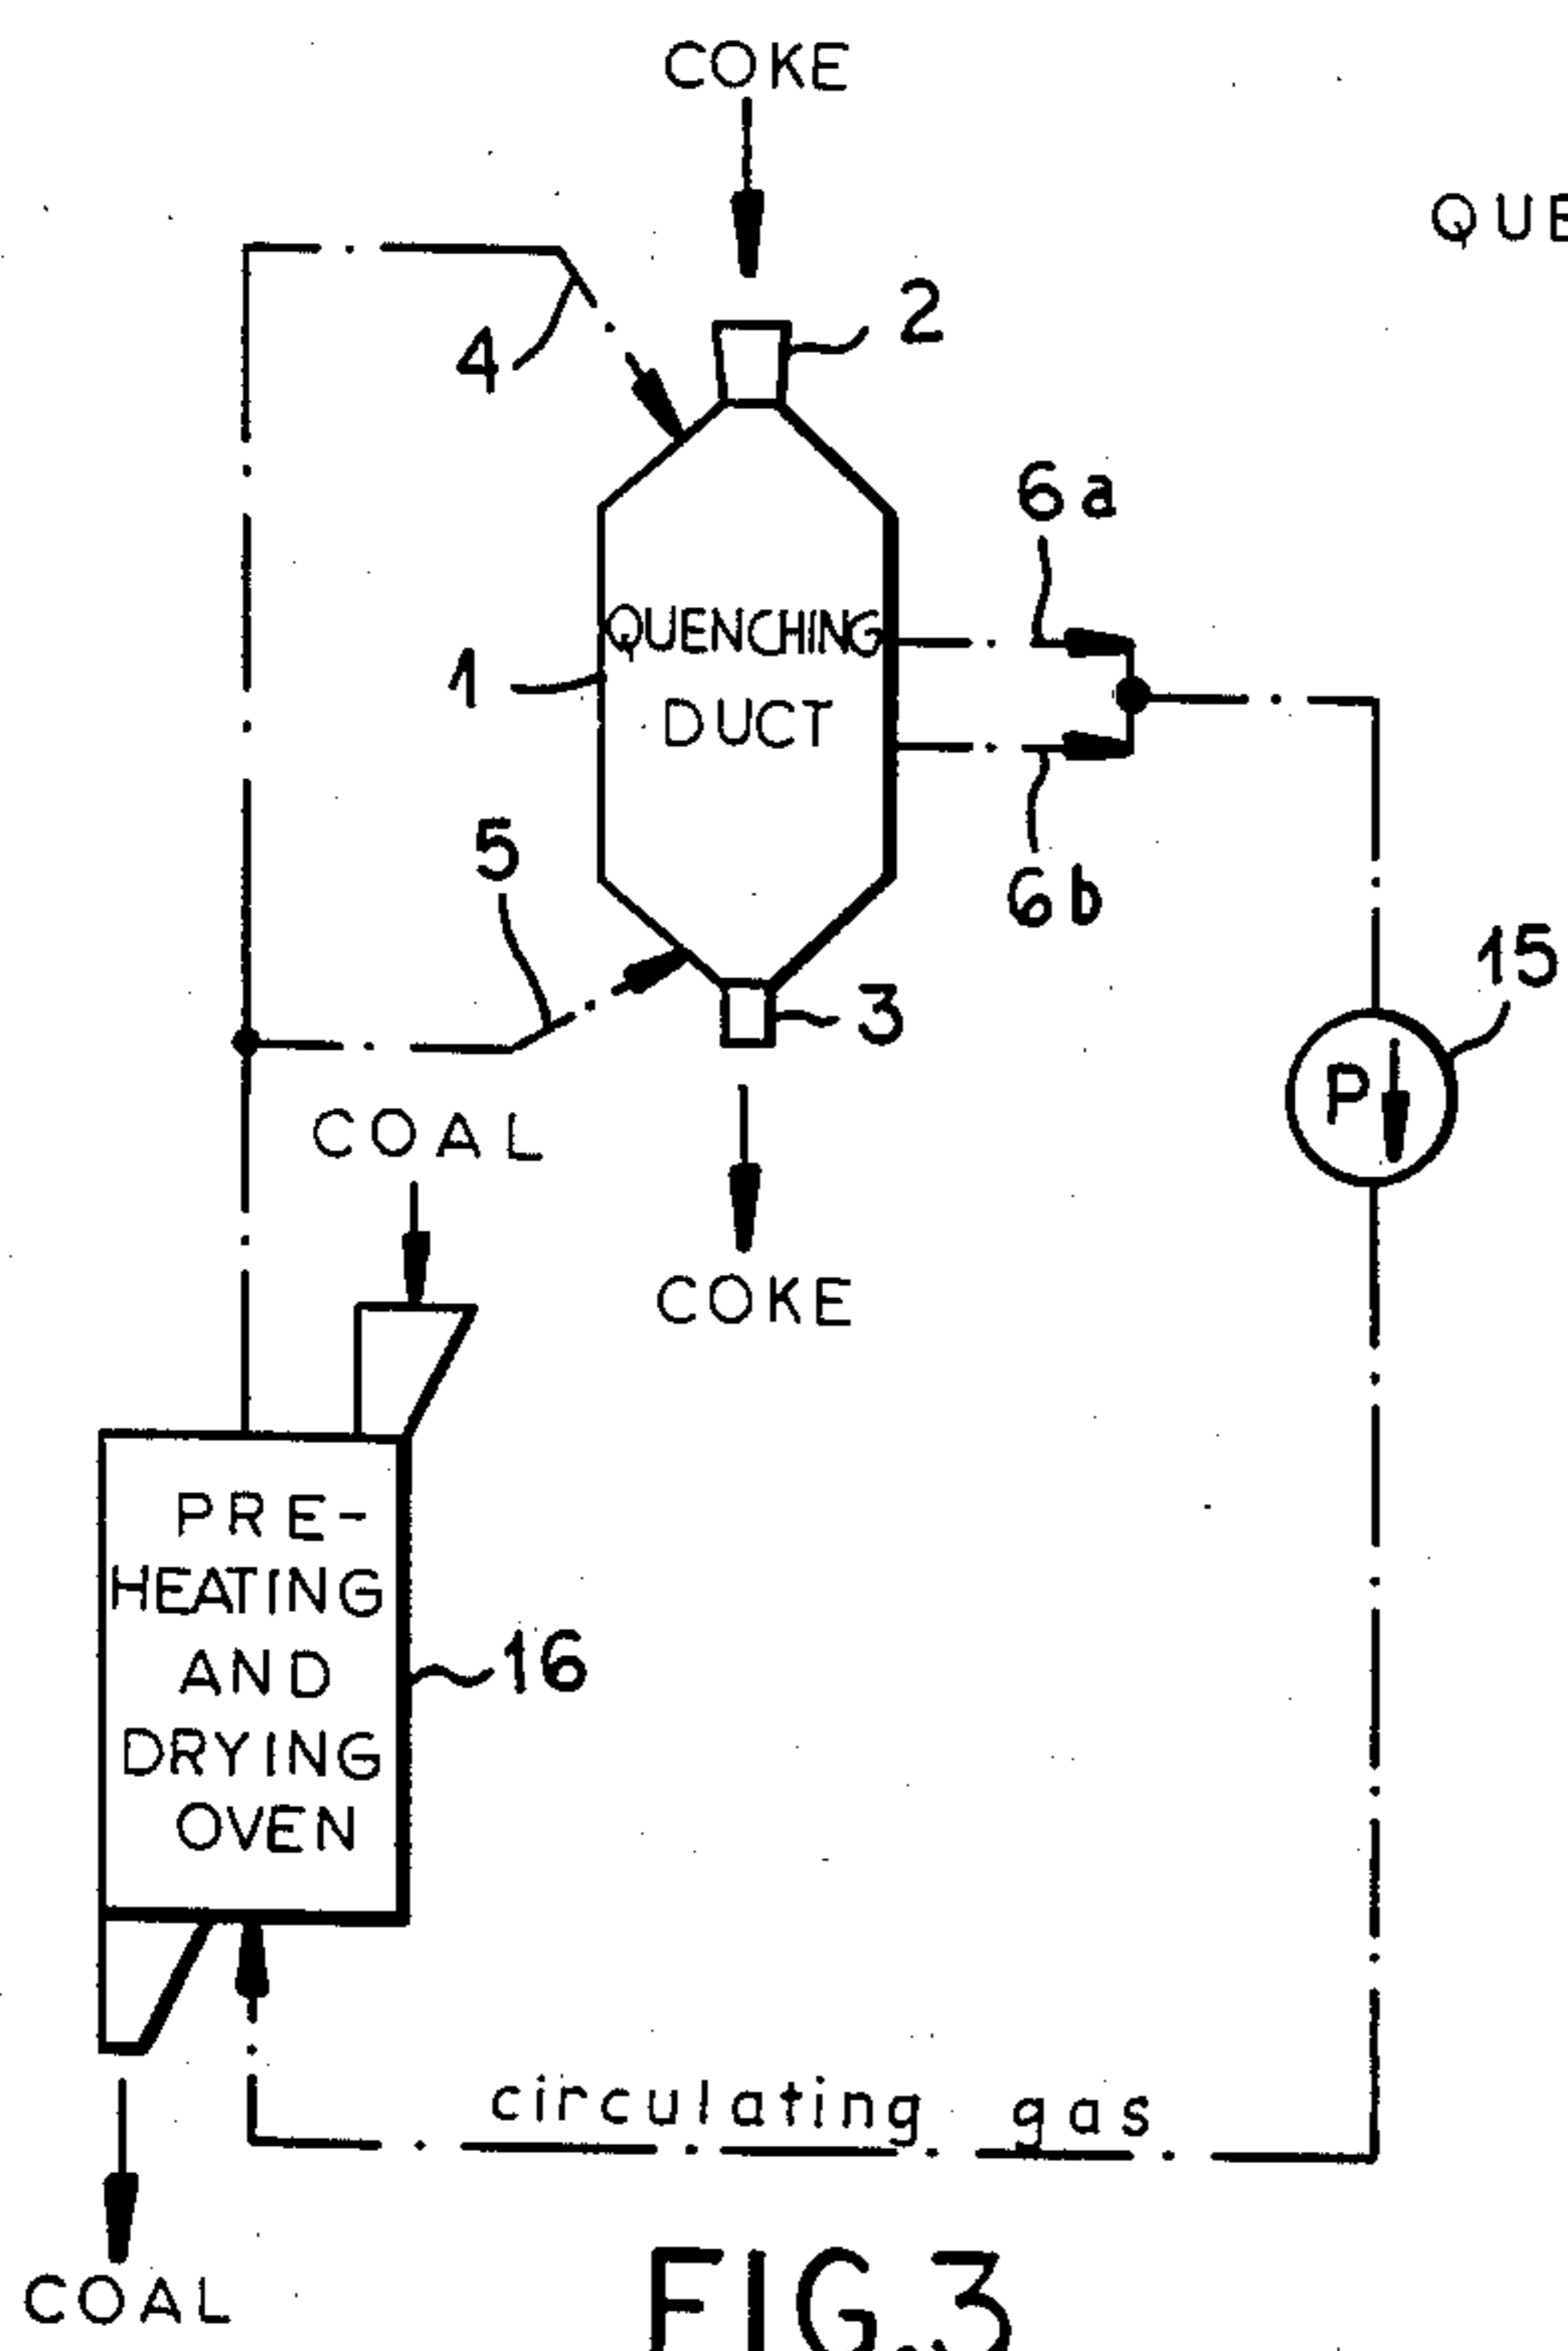 COKE
QUE
2
4
6a
QUENCHING
1
DUCT
5
6b
15
3
P
COAL
COKE
PRE-
HEATING
AND
16
DRYING
OVEN
circulating gas
COAL
FIG.3